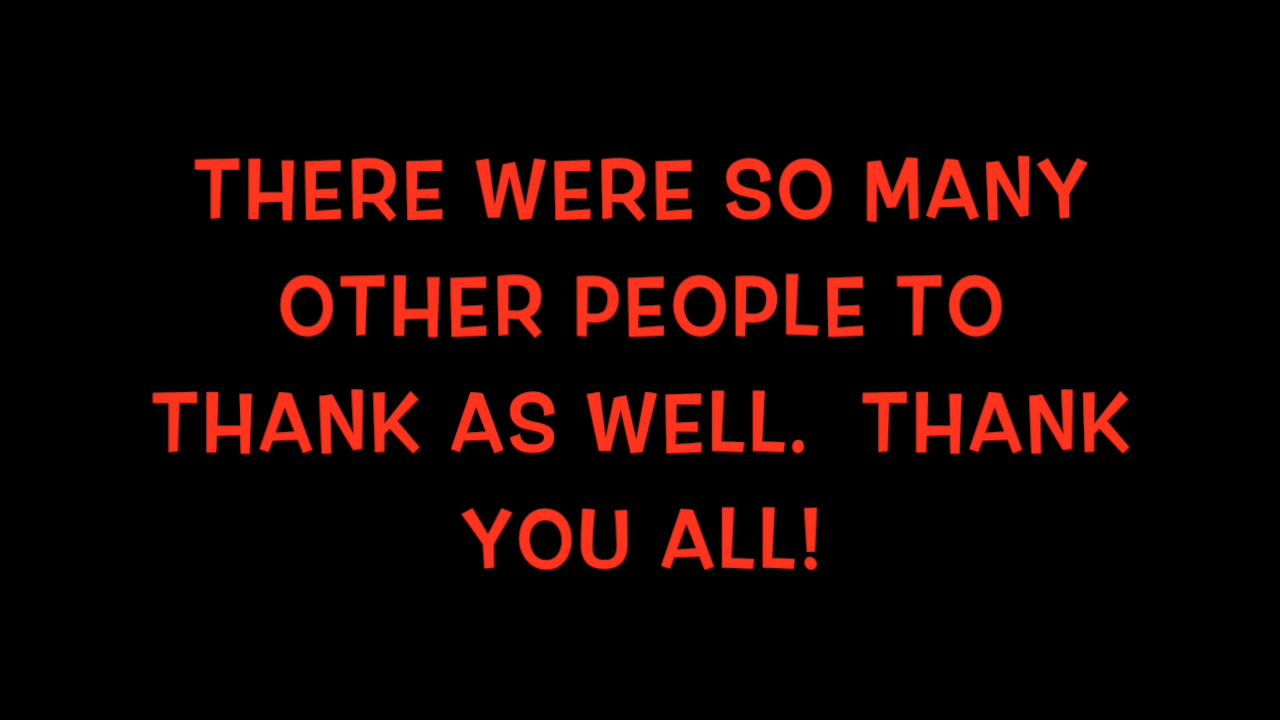 THERE WERE SO MANY
OTHER PEOPLE TO
THANK AS WELL.  THANK
YOU ALL!